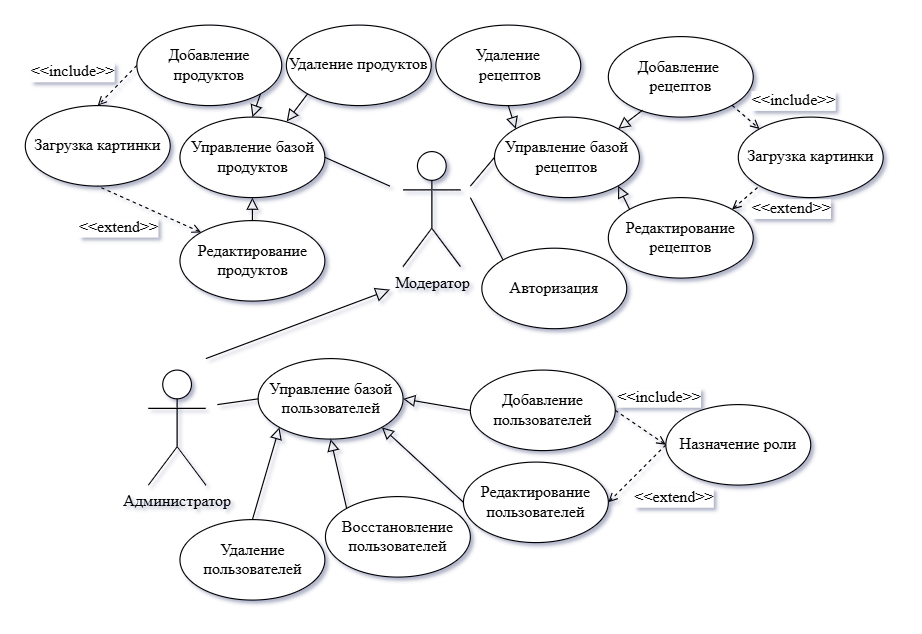 Добавление
продуктов
Удаление продуктов
Удаление
рецептов
Добавление
рецептов
<<include>>
<<include>>
Загрузка картинки
Управление базой
продуктов
Управление базой
рецептов
Загрузка картинки
<<extend>>
<<extend>>
Редактирование
продуктов
Редактирование
рецептов
Модератор
Авторизация
Управление базой
пользователей
Добавление
пользователей
<<include>>
Назначение роли
Администратор
Редактирование
пользователей
<<extend>>
Восстановление
пользователей
Удаление
пользователей